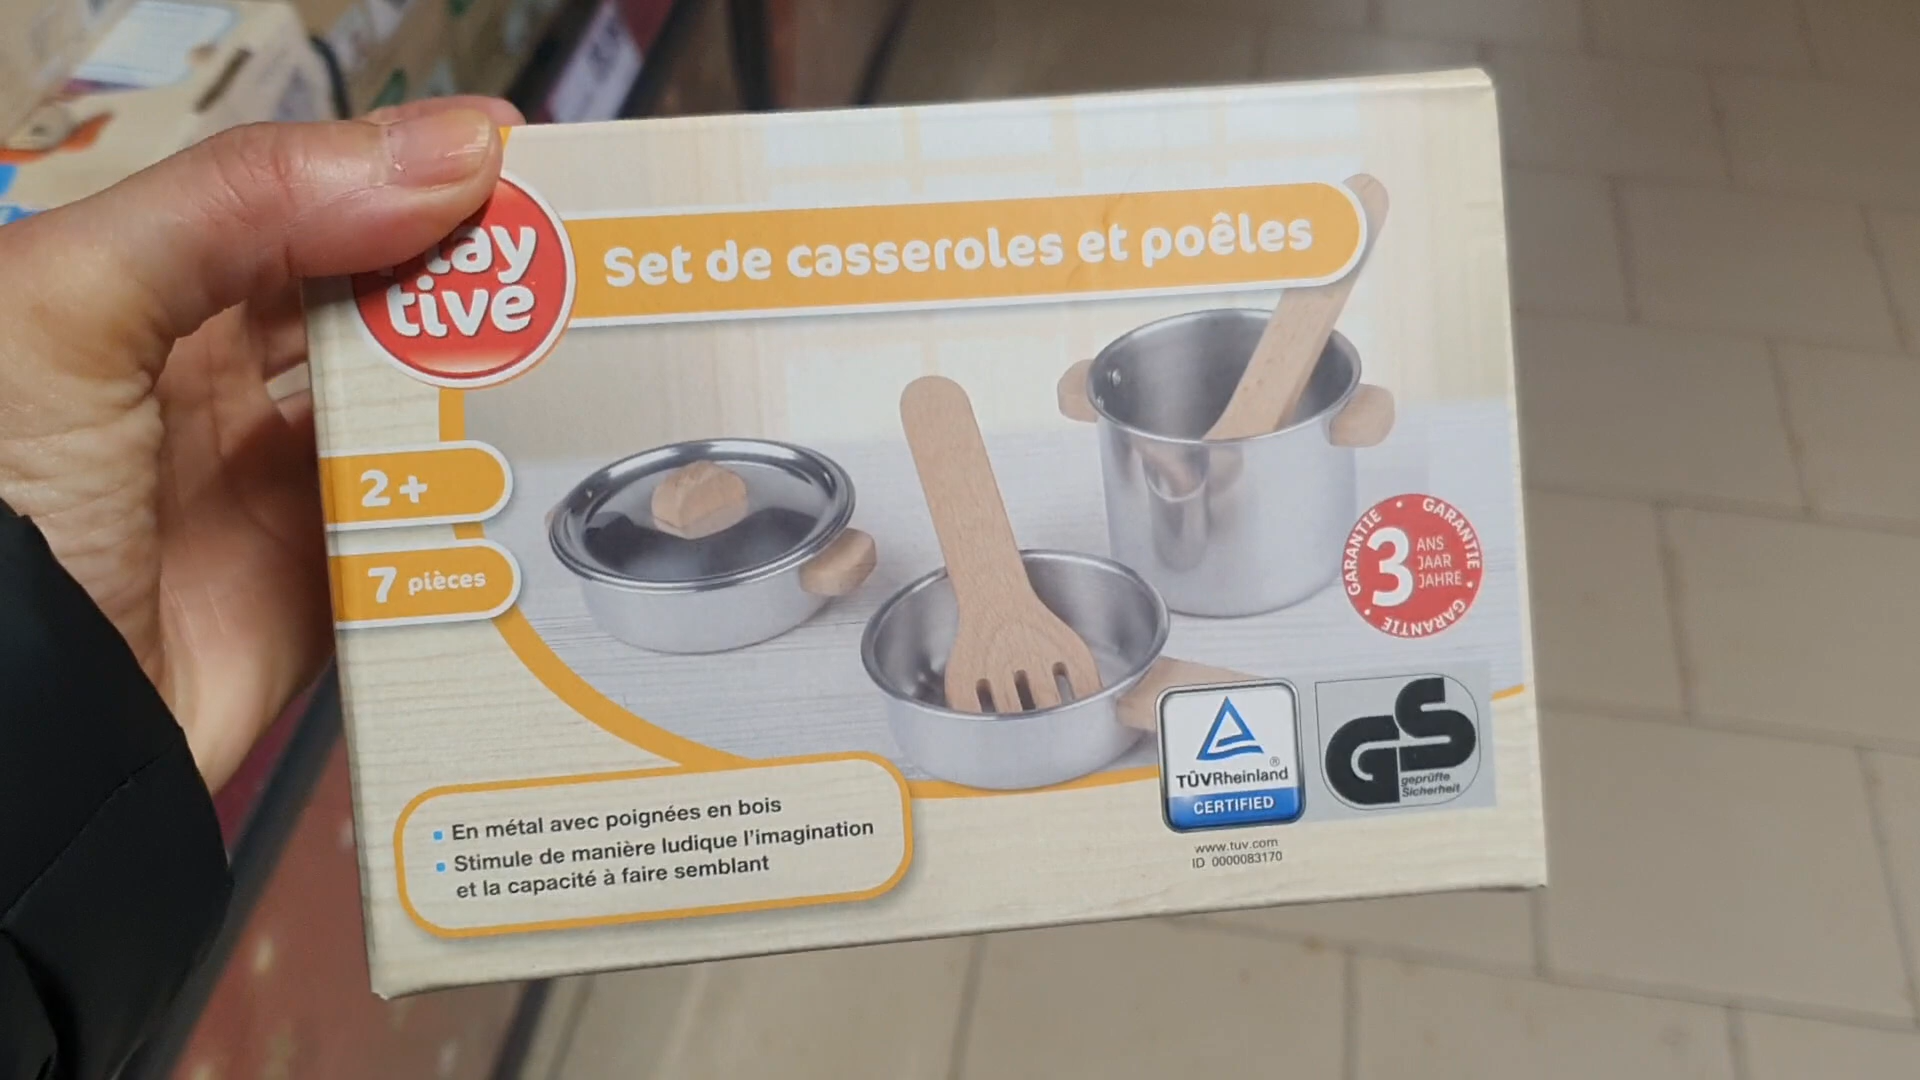 lay
tive
Set de casseroles et poêles
2+
7 pièces
GARANTIE • GARANTIE • GARANTIE •
3 ANS
JAAR
JAHRE
En métal avec poignées en bois
Stimule de manière ludique l'imagination
et la capacité à faire semblant
TÜVRheinland®
CERTIFIED
GS
geprüfte
Sicherheit
www.tuv.com
ID 0000083170